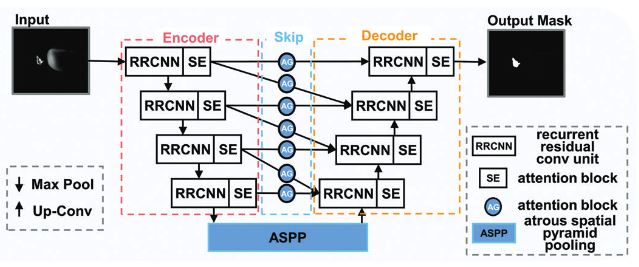 Input
Encoder
Skip
Decoder
Output Mask
RRCNN SE
AG
RRCNN SE
AG
RRCNN SE
AG
RRCNN SE
AG
RRCNN SE
AG
RRCNN SE
AG
RRCNN SE
AG
RRCNN SE
ASPP
Max Pool
Up-Conv
RRCNN
recurrent
residual
conv unit
SE
attention block
AG
attention block
ASPP
atrous spatial
pyramid
pooling